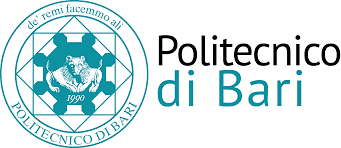 de' remi facemmo ali
1990
POLITECNICO DI BARI
Politecnico
di Bari